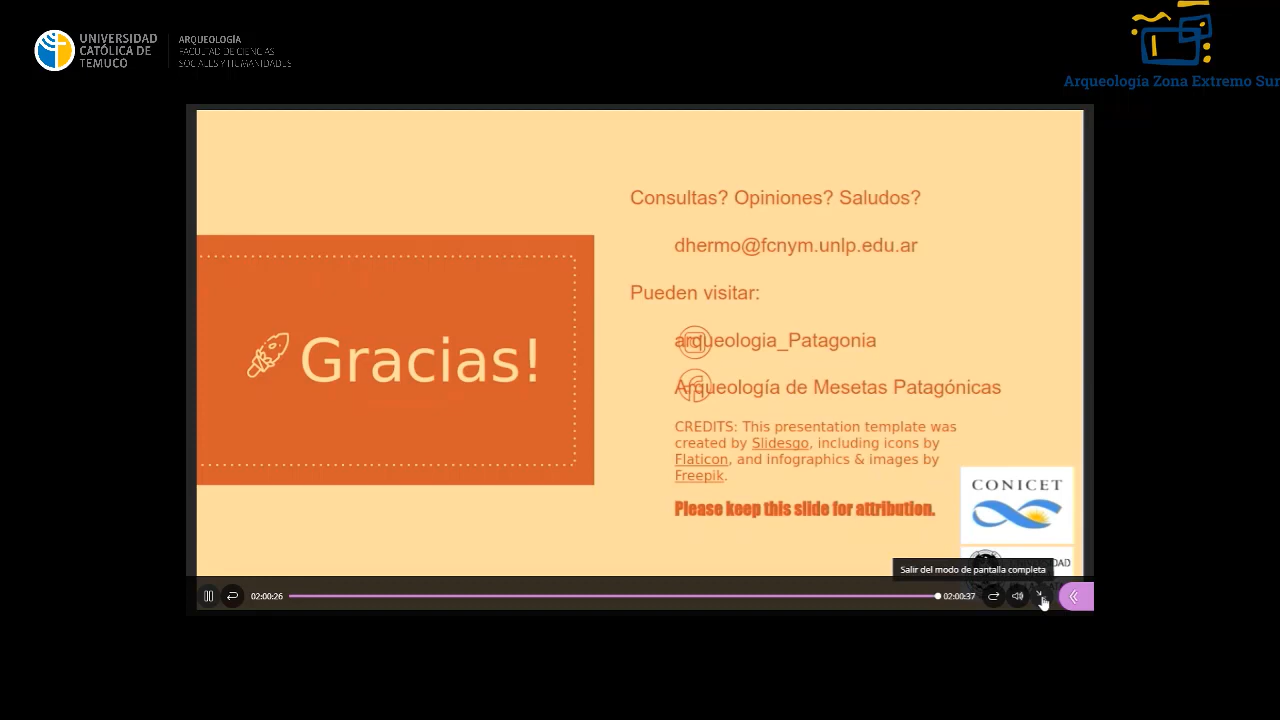 UNIVERSIDAD
CATÓLICA DE
TEMUCO
ARQUEOLOGÍA
FACULTAD DE CIENCIAS
SOCIALES Y HUMANIDADES
Arqueología Zona Extremo Sur
Consultas? Opiniones? Saludos?
dhermo@fcnym.unlp.edu.ar
Pueden visitar:
arqueologia_Patagonia
Arqueología de Mesetas Patagónicas
Gracias!
CREDITS: This presentation template was
created by Slidesgo, including icons by
Flaticon, and infographics & images by
Freepik.
Please keep this slide for attribution.
CONICET
DAD
Salir del modo de pantalla completa
02:00:26
02:00:37